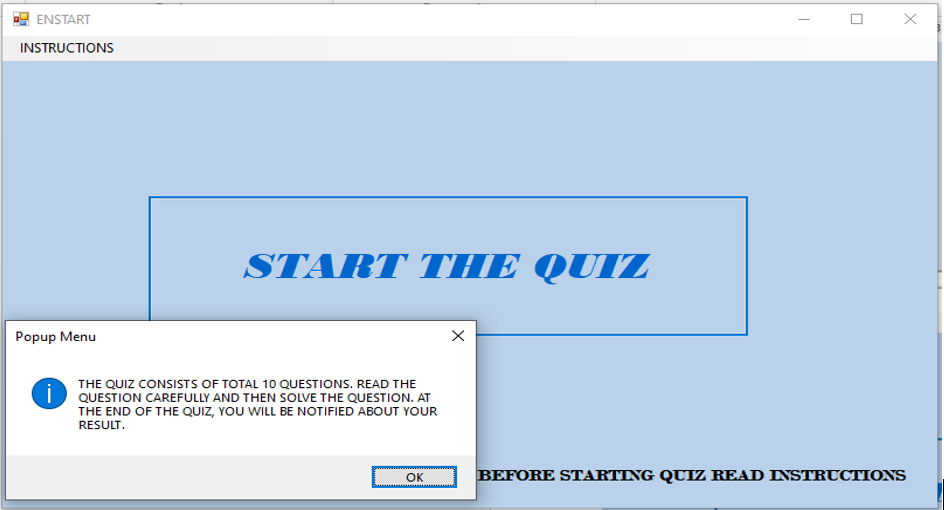 ENSTART
INSTRUCTIONS
START THE QUIZ
Popup Menu
THE QUIZ CONSISTS OF TOTAL 10 QUESTIONS. READ THE
QUESTION CAREFULLY AND THEN SOLVE THE QUESTION. AT
THE END OF THE QUIZ, YOU WILL BE NOTIFIED ABOUT YOUR
RESULT.
OK
BEFORE STARTING QUIZ READ INSTRUCTIONS